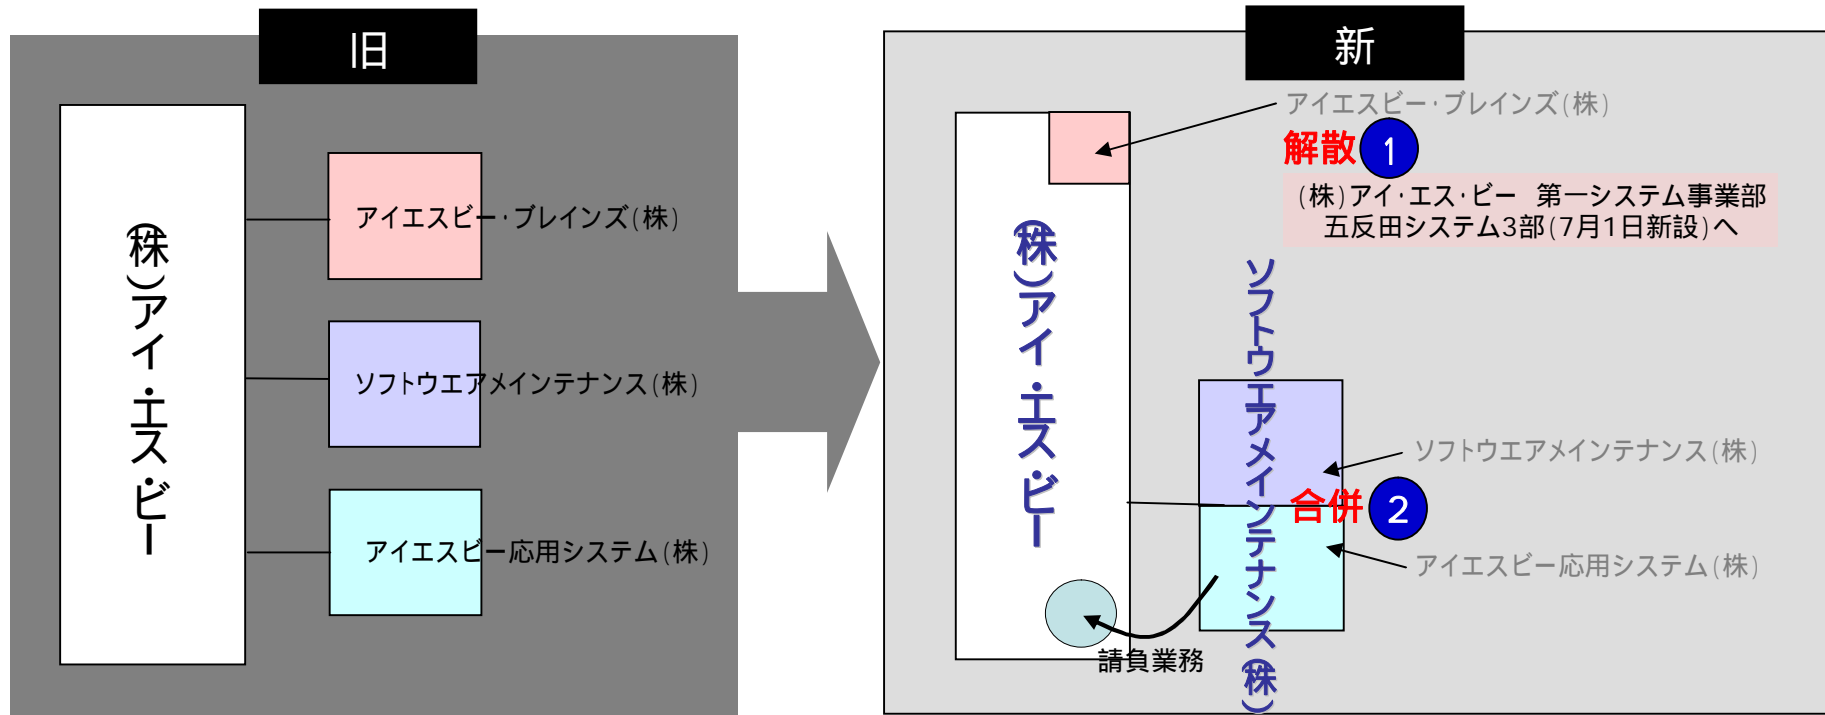 旧
(株)アイ・エス・ビー
アイエスビー・ブレインズ(株)
ソフトウエアメインテナンス(株)
アイエスビー応用システム(株)
新
アイエスビー・ブレインズ(株)
解散 1
(株)アイ・エス・ビー 第一システム事業部
五反田システム3部(7月1日新設)へ
(株)アイ・エス・ビー
ソフトウエアメインテナンス(株)
ソフトウエアメインテナンス(株)
合併 2
アイエスビー応用システム(株)
請負業務